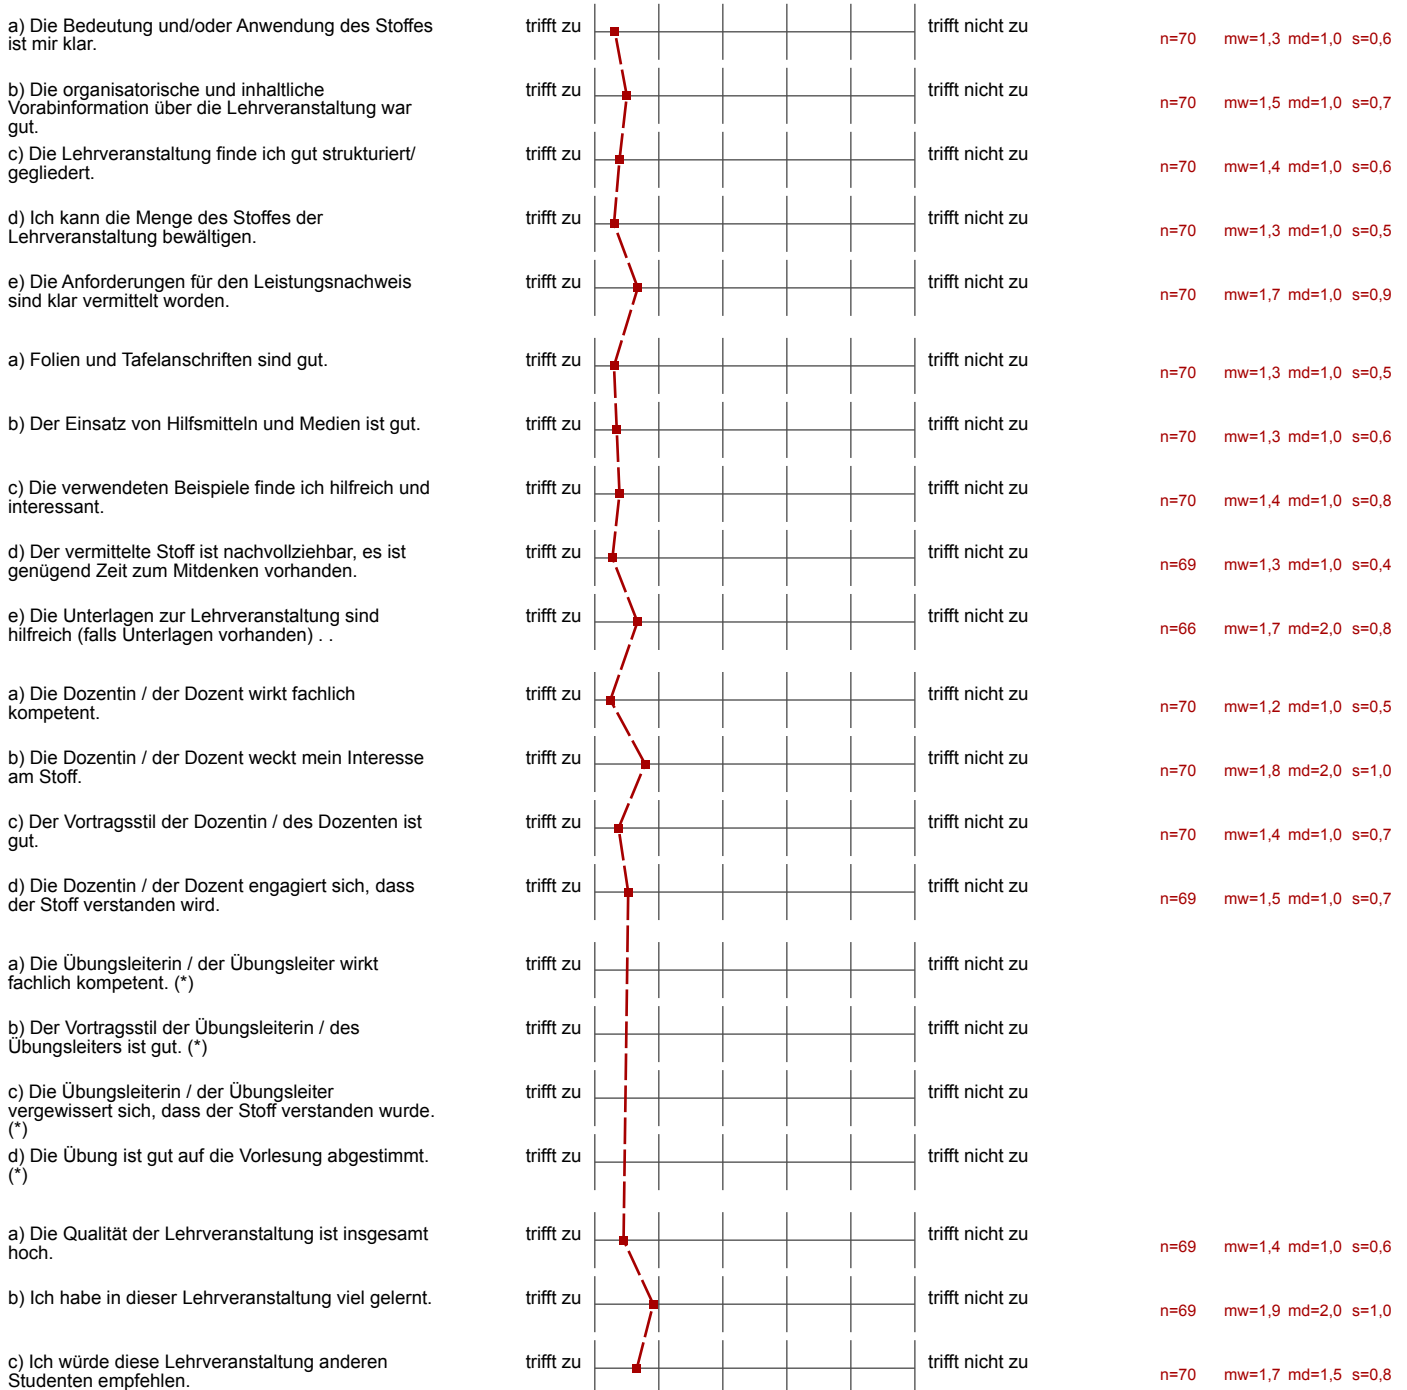 a) Die Bedeutung und/oder Anwendung des Stoffes
ist mir klar.
trifft zu
trifft nicht zu
n=70 mw=1,3 md=1,0 s=0,6
b) Die organisatorische und inhaltliche
Vorabinformation über die Lehrveranstaltung war
gut.
trifft zu
trifft nicht zu
n=70 mw=1,5 md=1,0 s=0,7
c) Die Lehrveranstaltung finde ich gut strukturiert/
gegliedert.
trifft zu
trifft nicht zu
n=70 mw=1,4 md=1,0 s=0,6
d) Ich kann die Menge des Stoffes der
Lehrveranstaltung bewältigen.
trifft zu
trifft nicht zu
n=70 mw=1,3 md=1,0 s=0,5
e) Die Anforderungen für den Leistungsnachweis
sind klar vermittelt worden.
trifft zu
trifft nicht zu
n=70 mw=1,7 md=1,0 s=0,9
a) Folien und Tafelanschriften sind gut.
trifft zu
trifft nicht zu
n=70 mw=1,3 md=1,0 s=0,5
b) Der Einsatz von Hilfsmitteln und Medien ist gut.
trifft zu
trifft nicht zu
n=70 mw=1,3 md=1,0 s=0,6
c) Die verwendeten Beispiele finde ich hilfreich und
interessant.
trifft zu
trifft nicht zu
n=70 mw=1,4 md=1,0 s=0,8
d) Der vermittelte Stoff ist nachvollziehbar, es ist
genügend Zeit zum Mitdenken vorhanden.
trifft zu
trifft nicht zu
n=69 mw=1,3 md=1,0 s=0,4
e) Die Unterlagen zur Lehrveranstaltung sind
hilfreich (falls Unterlagen vorhanden) . .
trifft zu
trifft nicht zu
n=66 mw=1,7 md=2,0 s=0,8
a) Die Dozentin / der Dozent wirkt fachlich
kompetent.
trifft zu
trifft nicht zu
n=70 mw=1,2 md=1,0 s=0,5
b) Die Dozentin / der Dozent weckt mein Interesse
am Stoff.
trifft zu
trifft nicht zu
n=70 mw=1,8 md=2,0 s=1,0
c) Der Vortragsstil der Dozentin / des Dozenten ist
gut.
trifft zu
trifft nicht zu
n=70 mw=1,4 md=1,0 s=0,7
d) Die Dozentin / der Dozent engagiert sich, dass
der Stoff verstanden wird.
trifft zu
trifft nicht zu
n=69 mw=1,5 md=1,0 s=0,7
a) Die Übungsleiterin / der Übungsleiter wirkt
fachlich kompetent. (*)
trifft zu
trifft nicht zu
b) Der Vortragsstil der Übungsleiterin / des
Übungsleiters ist gut. (*)
trifft zu
trifft nicht zu
c) Die Übungsleiterin / der Übungsleiter
vergewissert sich, dass der Stoff verstanden wurde.
(*)
trifft zu
trifft nicht zu
d) Die Übung ist gut auf die Vorlesung abgestimmt.
(*)
trifft zu
trifft nicht zu
a) Die Qualität der Lehrveranstaltung ist insgesamt
hoch.
trifft zu
trifft nicht zu
n=69 mw=1,4 md=1,0 s=0,6
b) Ich habe in dieser Lehrveranstaltung viel gelernt.
trifft zu
trifft nicht zu
n=69 mw=1,9 md=2,0 s=1,0
c) Ich würde diese Lehrveranstaltung anderen
Studenten empfehlen.
trifft zu
trifft nicht zu
n=70 mw=1,7 md=1,5 s=0,8